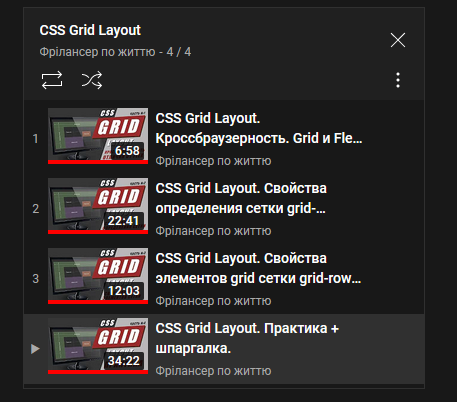 CSS Grid Layout
Фрілансер по життю - 4 / 4
1
CSS
GRID
6:58
CSS Grid Layout.
Кроссбраузерность. Grid и Fle...
Фрілансер по життю
2
CSS
GRID
22:41
CSS Grid Layout. Свойства
определения сетки grid-...
Фрілансер по життю
3
CSS
GRID
12:03
CSS Grid Layout. Свойства
элементов grid сетки grid-row...
Фрілансер по життю
CSS
GRID
34:22
CSS Grid Layout. Практика +
шпаргалка.
Фрілансер по життю